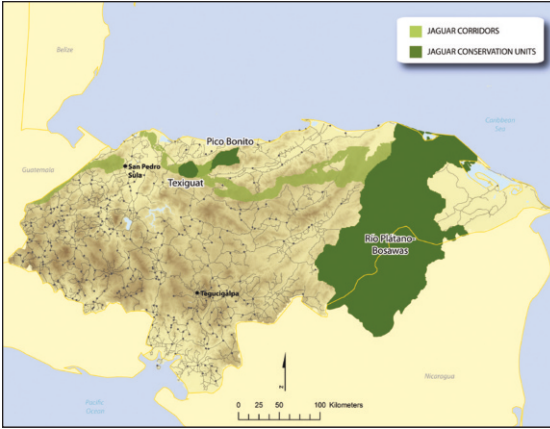 JAGUAR CORRIDORS
JAGUAR CONSERVATION UNITS
Belize
Caribbean
Sea
Pico Bonito
Guatemala
San Pedro
Sula
Texiguat
Río Plátano-
Bosawas
Tegucigalpa
Nicaragua
Pacific
Ocean
N
0 25 50 100 Kilometers